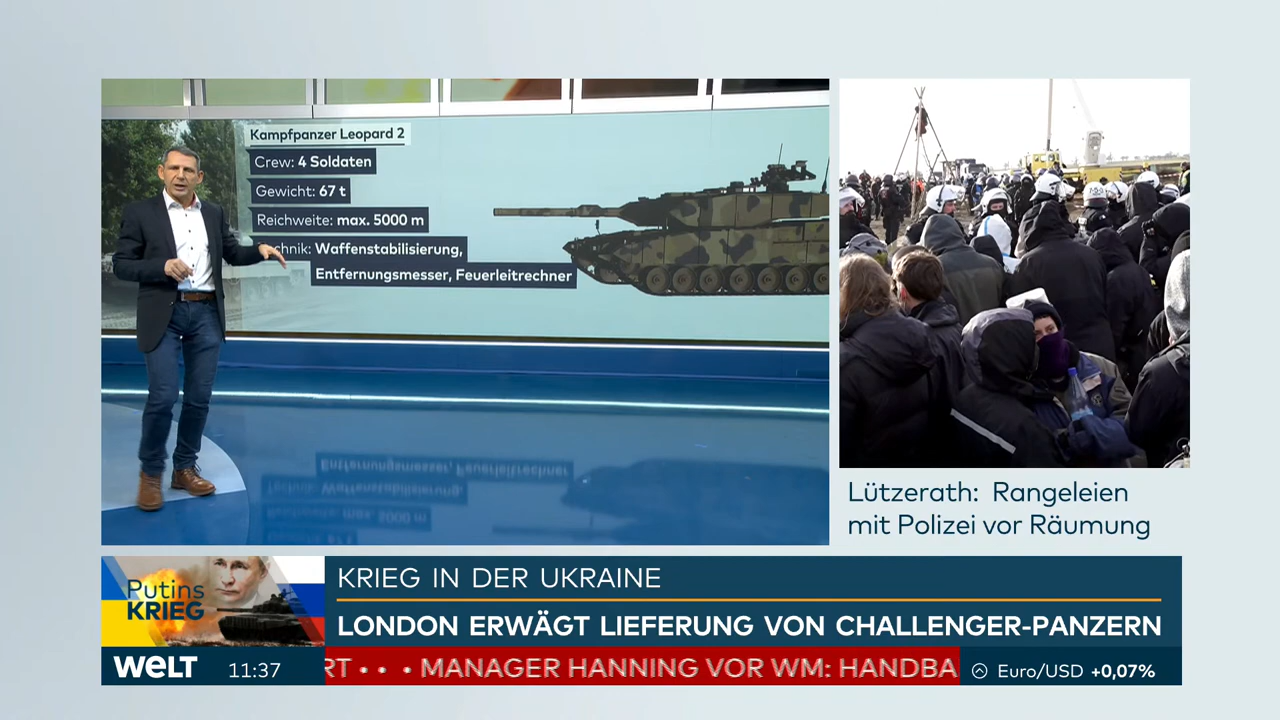 Kampfpanzer Leopard 2
Crew: 4 Soldaten
Gewicht: 67 t
Reichweite: max. 5000 m
chnik: Waffenstabilisierung,
Entfernungsmesser, Feuerleitrechner
Lützerath: Rangeleien
mit Polizei vor Räumung
Putins
KRIEG
KRIEG IN DER UKRAINE
LONDON ERWÄGT LIEFERUNG VON CHALLENGER-PANZERN
WELT 11:37
RT • • • MANAGER HANNING VOR WM: HANDBA
Euro/USD +0,07%